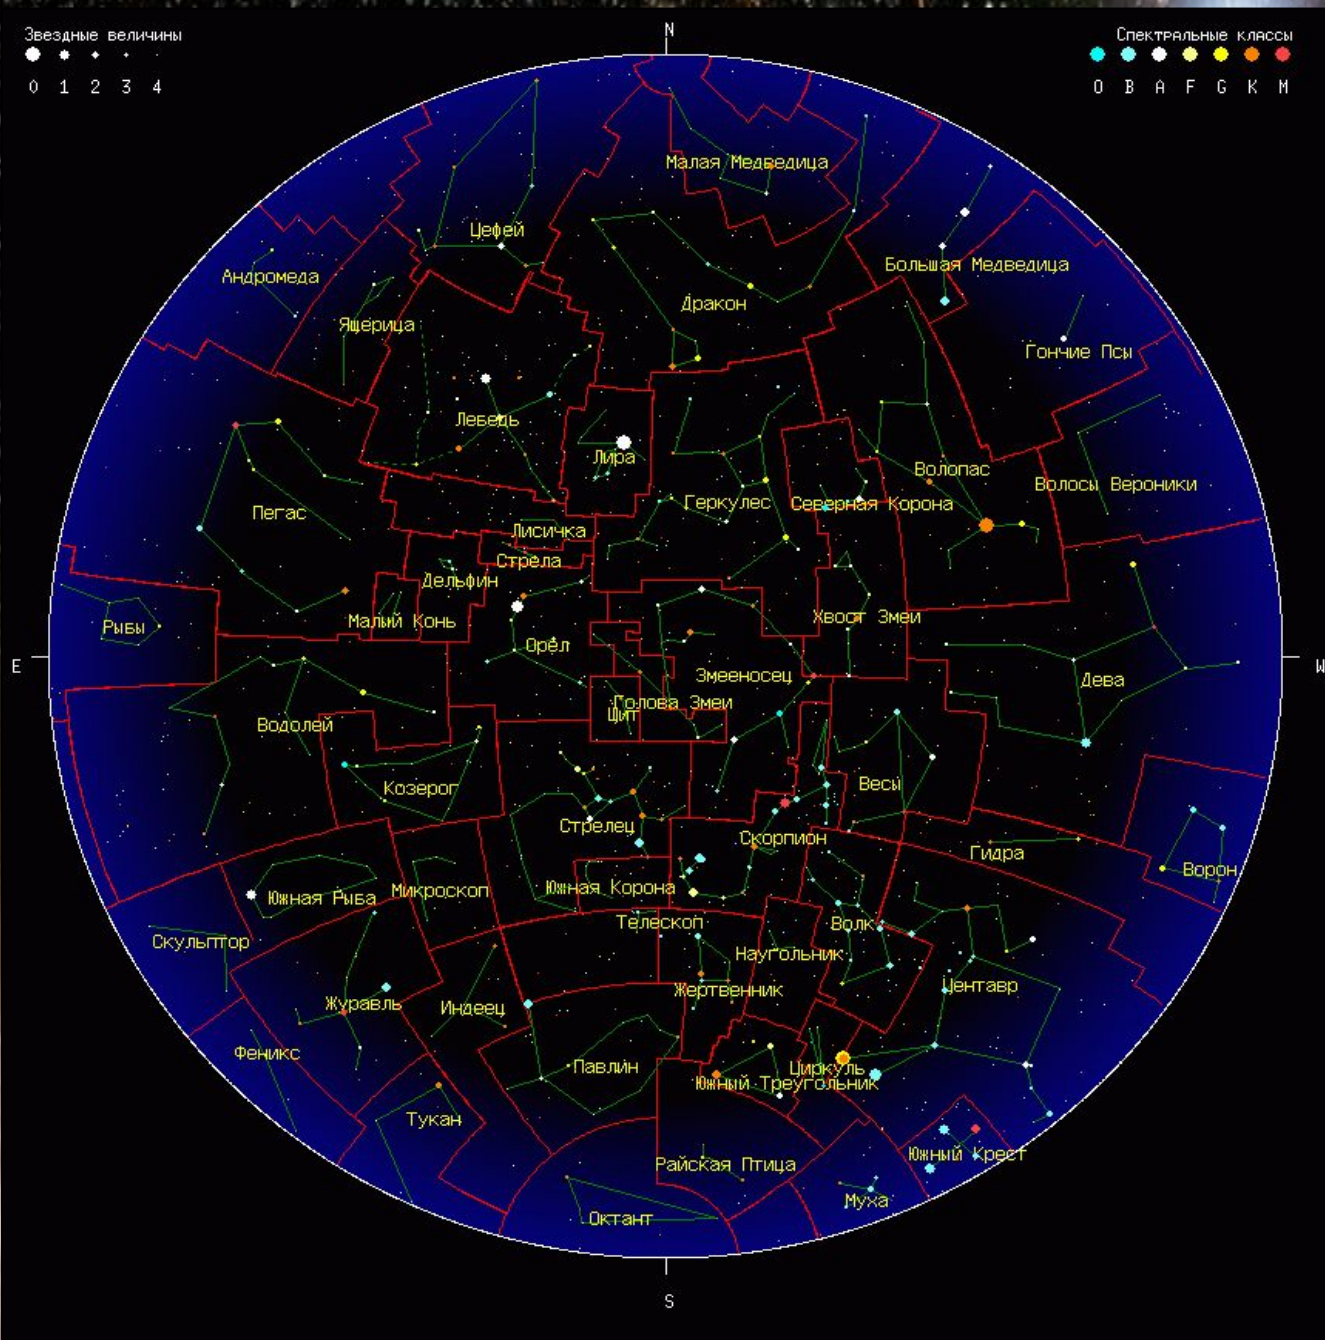 N
Звездные величины
0 1 2 3 4
Спектральные классы
O B A F G K M
Малая Медведица
Цефей
Большая Медведица
Андромеда
Дракон
Ящерица
Гончие Псы
Лебедь
Лира
Волопас
Волосы Вероники
Геркулес
Северная Корона
Пегас
Лисичка
Стрела
Дельфин
Малый Конь
Хвост Змеи
Рыбы
Орёл
E
W
Змееносец
Дева
Голова Змеи
Щит
Водолей
Весы
Козерог
Стрелец
Скорпион
Гидра
Ворон
Южная Корона
Микроскоп
Южная Рыба
Телескоп
Волк
Скульптор
Наугольник
Центавр
Жертвенник
Журавль
Индеец
Феникс
Павлин
Циркуль
Южный Треугольник
Тукан
Южный Крест
Райская Птица
Муха
Октант
S